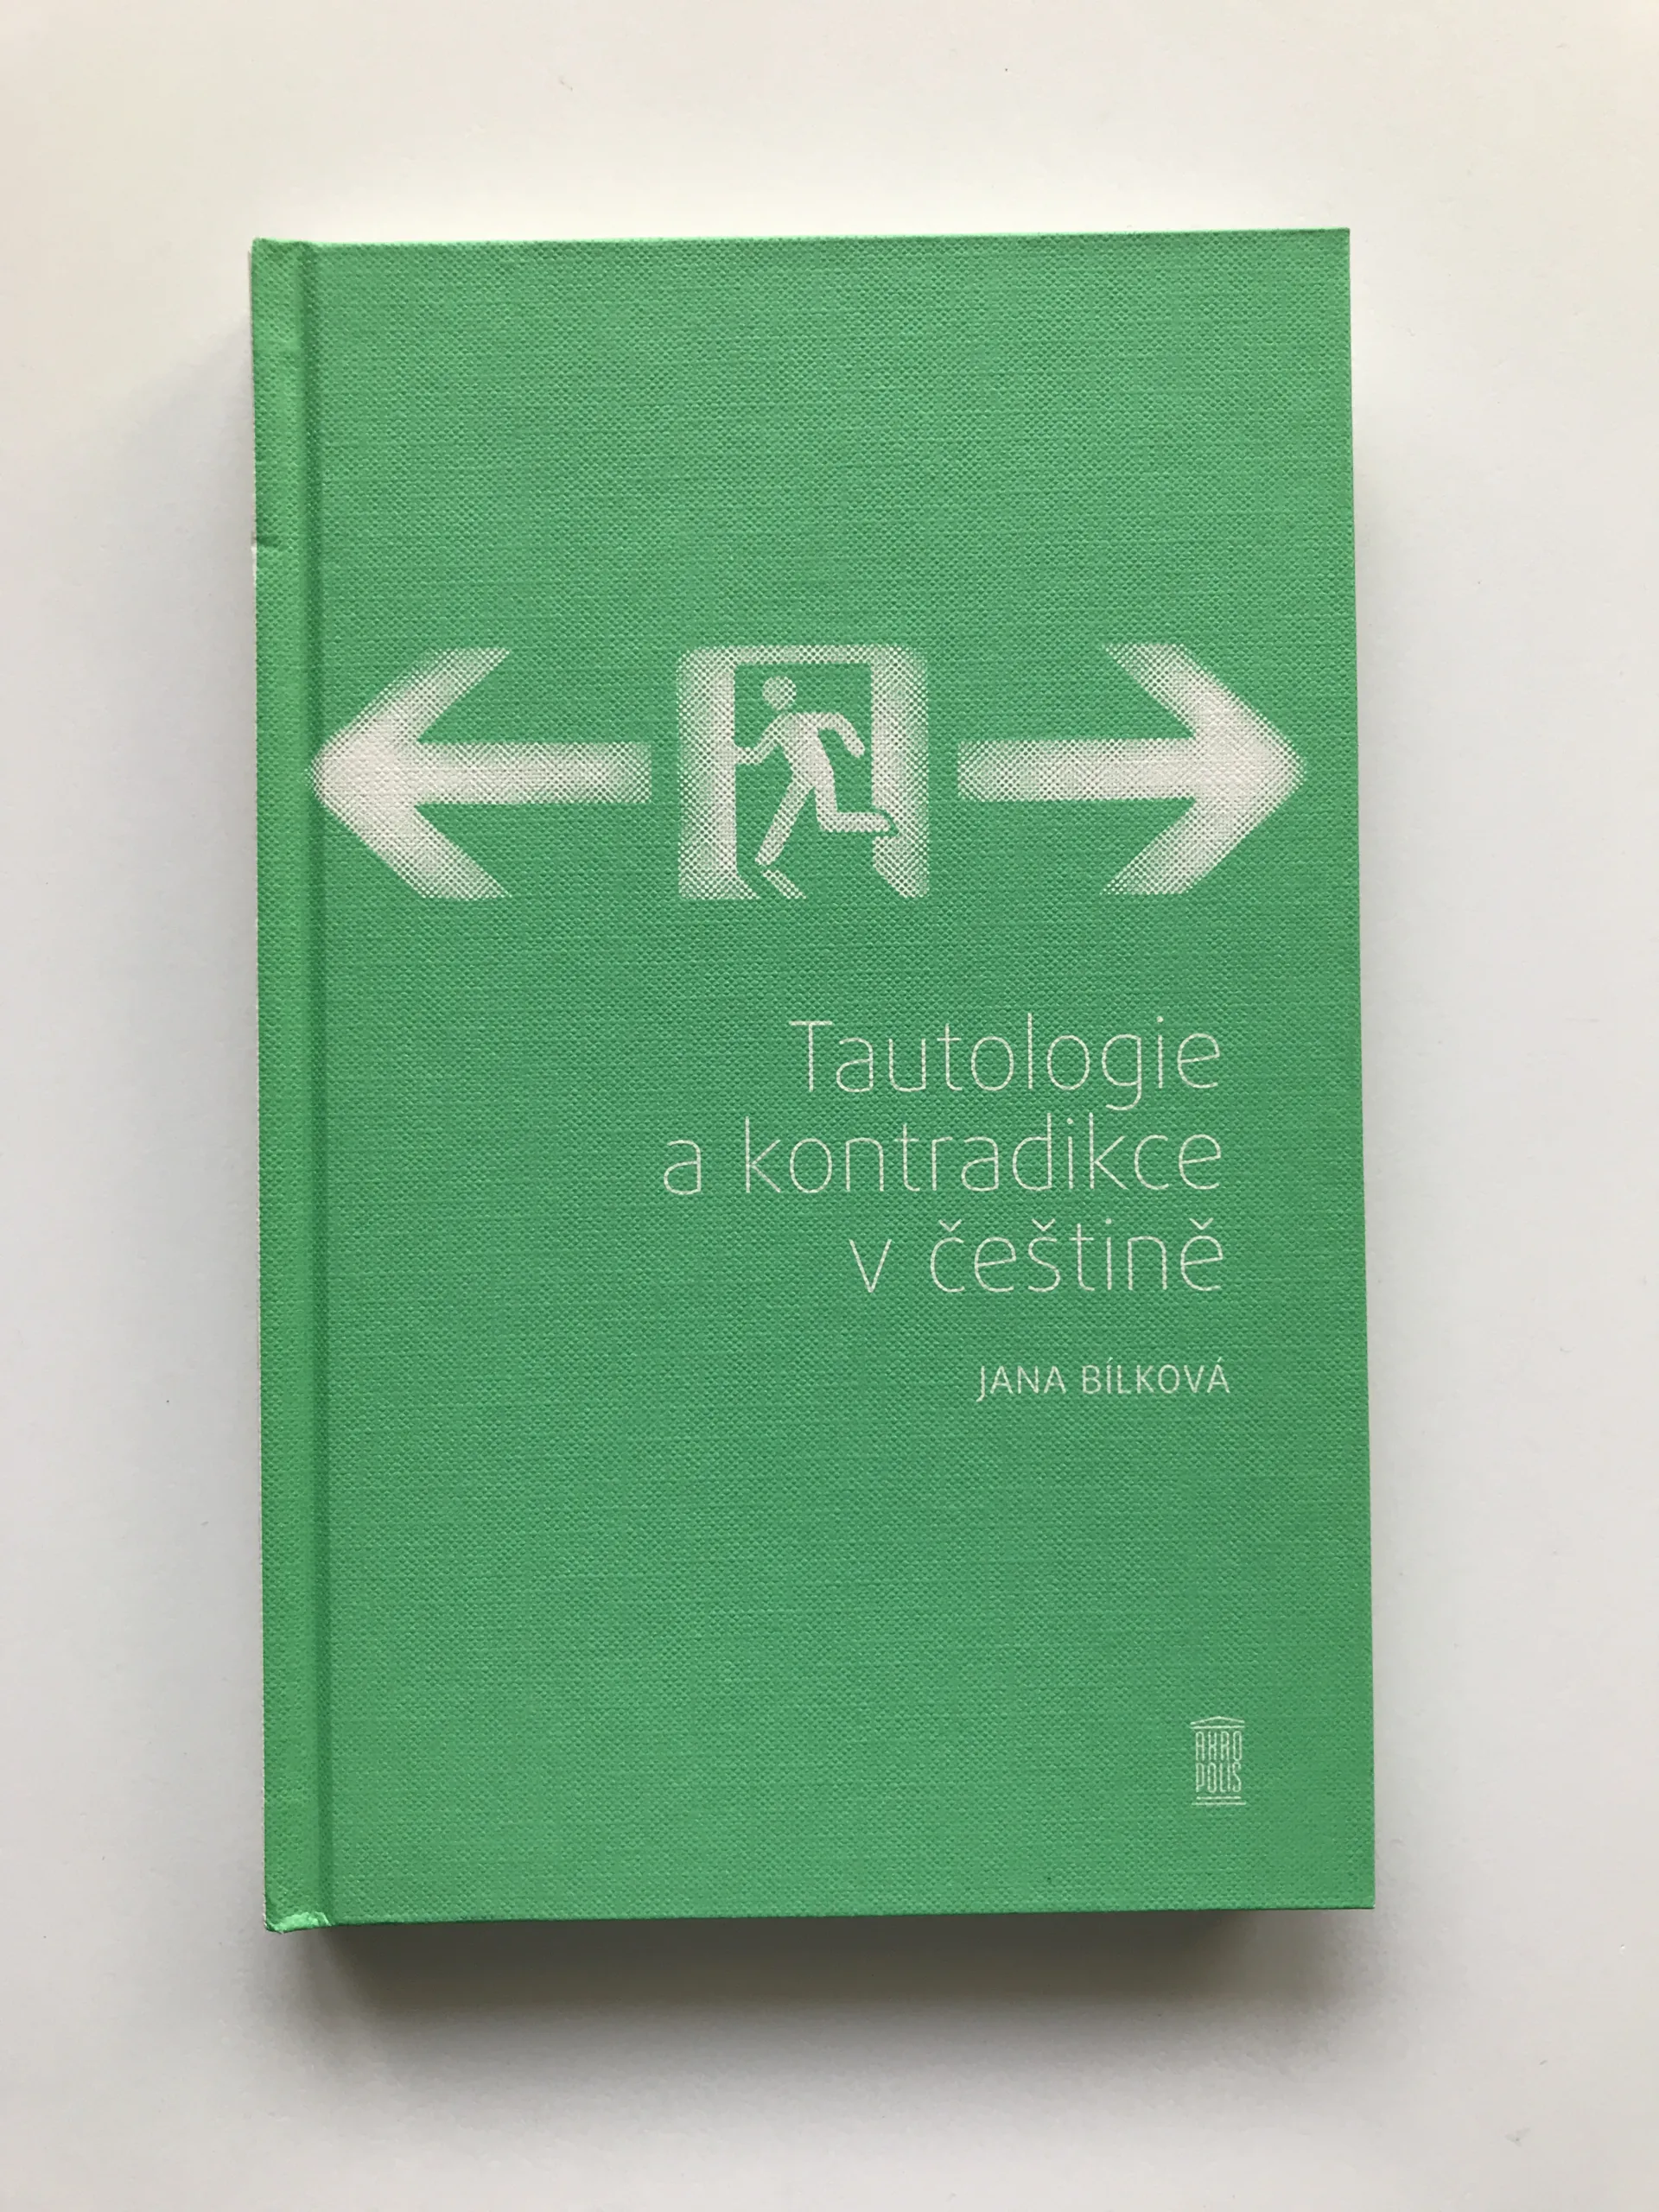 Tautologie
a kontradikce
v češtině
JANA BÍLKOVÁ
AKRO
POLIS